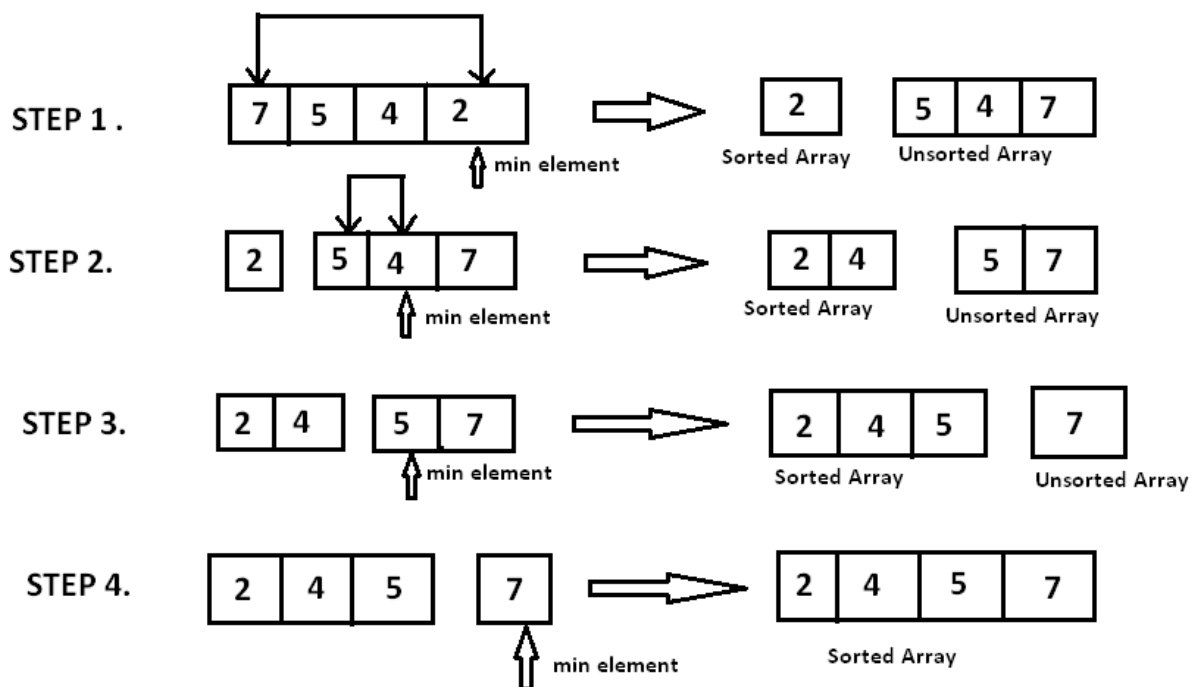 STEP 1 .
7 5 4 2
min element
2
Sorted Array
5 4 7
Unsorted Array
STEP 2.
2
5 4 7
min element
2 4
Sorted Array
5 7
Unsorted Array
STEP 3.
2 4
5 7
min element
2 4 5
Sorted Array
7
Unsorted Array
STEP 4.
2 4 5
7
min element
2 4 5 7
Sorted Array